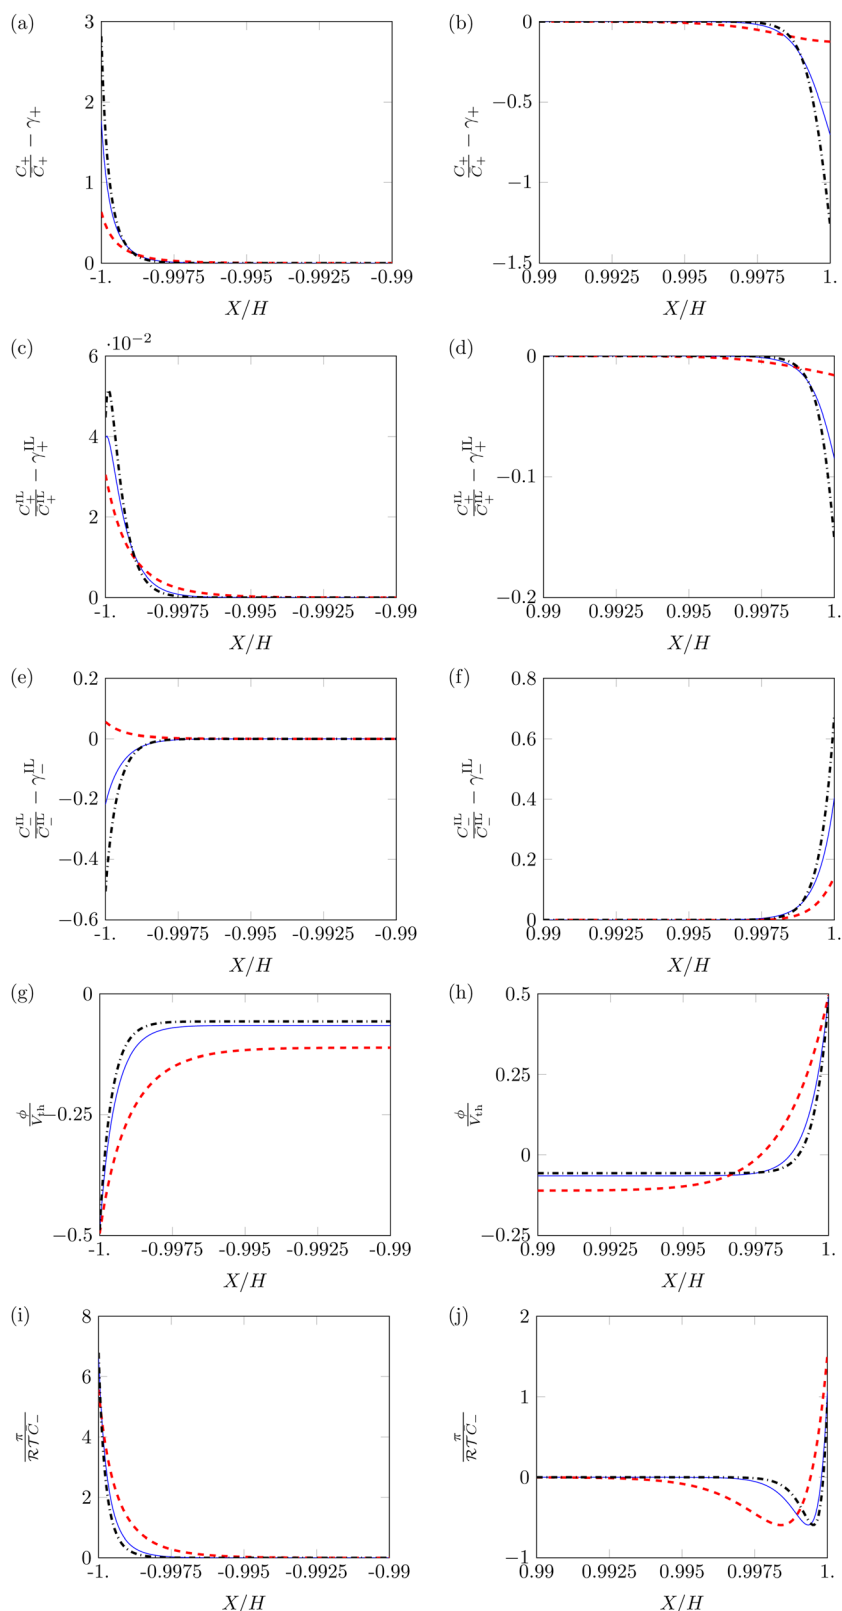 (a)
3
2
1
0
C₊/C̅₊ − γ₊
-1. -0.9975 -0.995 -0.9925 -0.99
X/H
(b)
0
−0.5
−1
−1.5
C₊/C̅₊ − γ₊
0.99 0.9925 0.995 0.9975 1.
X/H
(c)
·10⁻²
6
4
2
0
C₊ᴵᴸ/C̅₊ᴵᴸ − γ₊ᴵᴸ
-1. -0.9975 -0.995 -0.9925 -0.99
X/H
(d)
0
−0.1
−0.2
C₊ᴵᴸ/C̅₊ᴵᴸ − γ₊ᴵᴸ
0.99 0.9925 0.995 0.9975 1.
X/H
(e)
0.2
0
−0.2
−0.4
−0.6
C₋ᴵᴸ/C̅₋ᴵᴸ − γ₋ᴵᴸ
-1. -0.9975 -0.995 -0.9925 -0.99
X/H
(f)
0.8
0.6
0.4
0.2
0
C₋ᴵᴸ/C̅₋ᴵᴸ − γ₋ᴵᴸ
0.99 0.9925 0.995 0.9975 1.
X/H
(g)
0
−0.25
−0.5
ϕ/V_th
-1. -0.9975 -0.995 -0.9925 -0.99
X/H
(h)
0.5
0.25
0
−0.25
ϕ/V_th
0.99 0.9925 0.995 0.9975 1.
X/H
(i)
8
6
4
2
0
π/ℛ𝒯C̅₋
-1. -0.9975 -0.995 -0.9925 -0.99
X/H
(j)
2
1
0
−1
π/ℛ𝒯C̅₋
0.99 0.9925 0.995 0.9975 1.
X/H